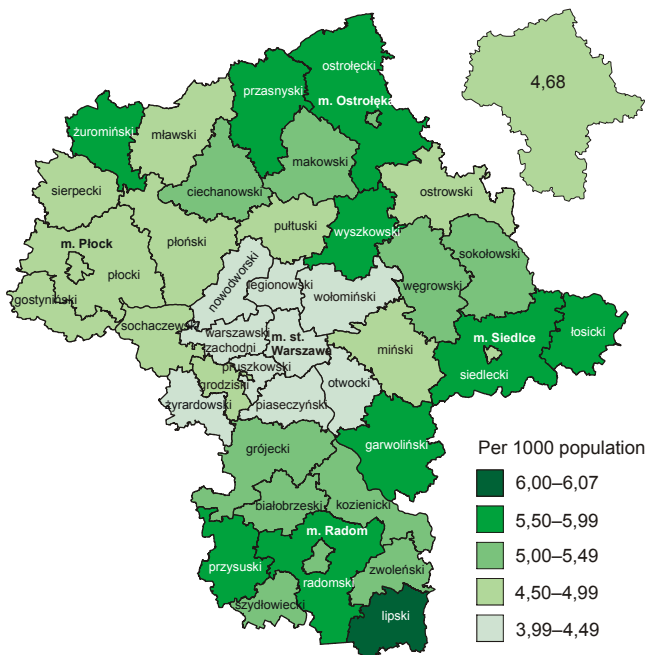 ostrołęcki
przasnyski
m. Ostrołęka
4,68
żuromiński
mławski
makowski
sierpecki
ciechanowski
ostrowski
pułtuski
wyszkowski
m. Płock
płoński
sokołowski
płocki
nowodworski
legionowski
węgrowski
gostyniński
wołomiński
sochaczewski
warszawski
zachodni
m. st.
Warszawa
miński
m. Siedlce
łosicki
siedlecki
pruszkowski
grodziski
otwocki
żyrardowski
piaseczyński
garwoliński
grójecki
Per 1000 population
6,00–6,07
białobrzeski
kozienicki
5,50–5,99
m. Radom
5,00–5,49
przysuski
radomski
zwoleński
4,50–4,99
szydłowiecki
lipski
3,99–4,49